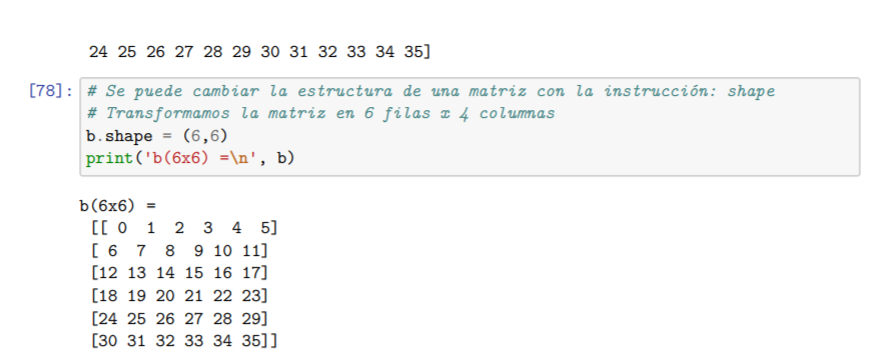 24 25 26 27 28 29 30 31 32 33 34 35]
[78]: # Se puede cambiar la estructura de una matriz con la instrucción: shape
# Transformamos la matriz en 6 filas x 4 columnas
b.shape = (6,6)
print('b(6x6) =\n', b)
b(6x6) =
[[ 0 1 2 3 4 5]
[ 6 7 8 9 10 11]
[12 13 14 15 16 17]
[18 19 20 21 22 23]
[24 25 26 27 28 29]
[30 31 32 33 34 35]]